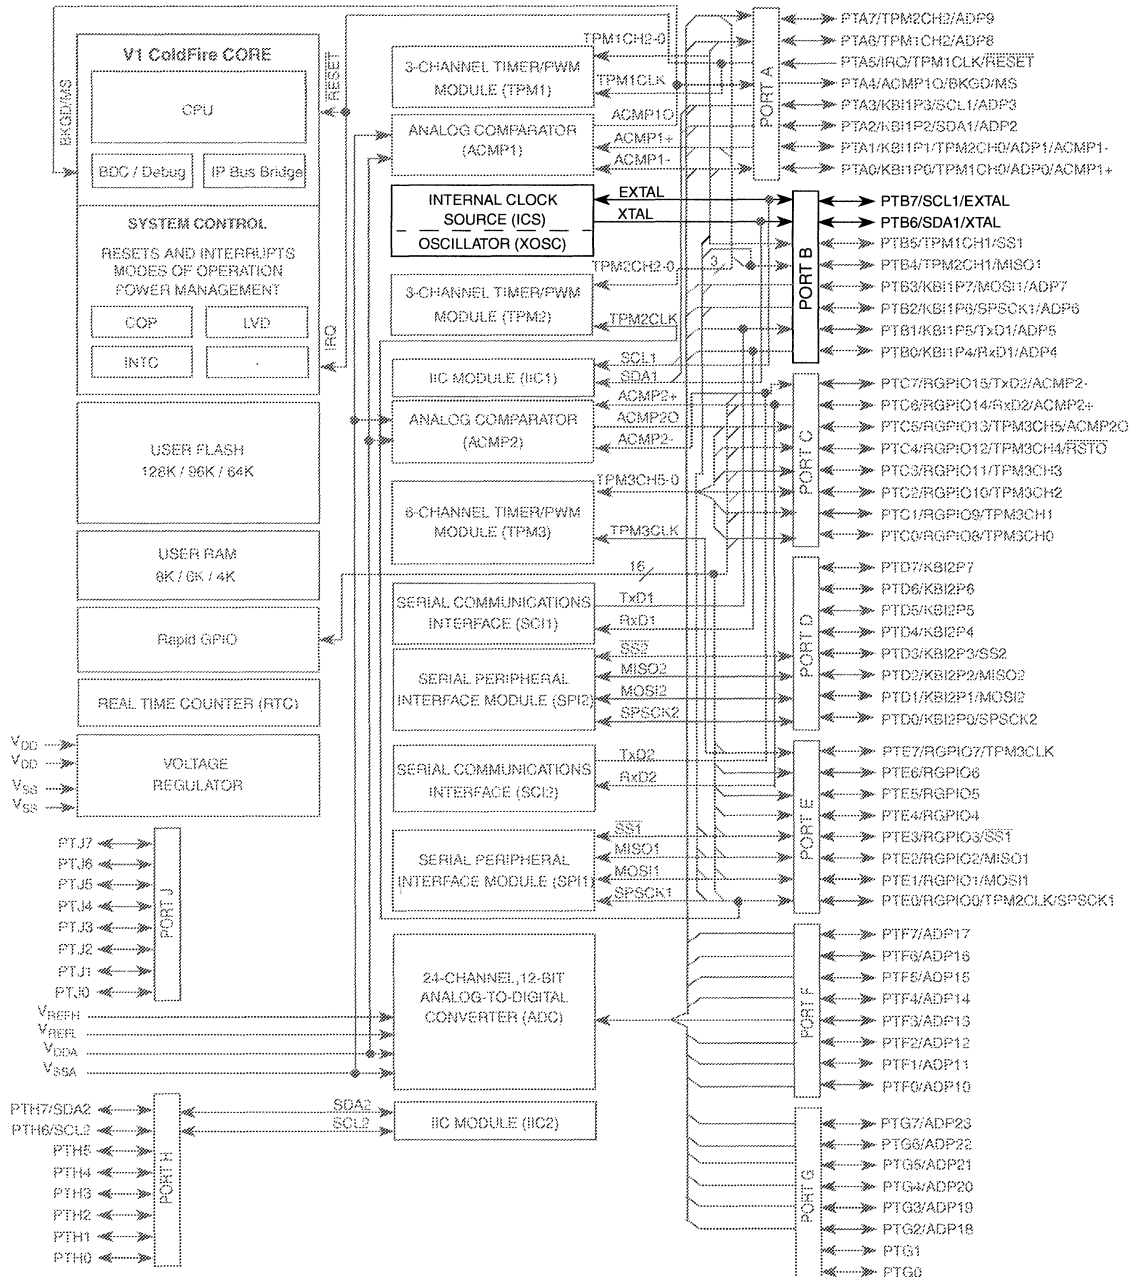 V1 ColdFire CORE
CPU
BDC / Debug
IP Bus Bridge
SYSTEM CONTROL
RESETS AND INTERRUPTS
MODES OF OPERATION
POWER MANAGEMENT
COP
LVD
INTC
-
BKGD/MS
RESET
IRQ
USER FLASH
128K / 96K / 64K
USER RAM
8K / 6K / 4K
Rapid GPIO
REAL TIME COUNTER (RTC)
VOLTAGE
REGULATOR
VDD
VDD
VSS
VSS
PTJ7
PTJ6
PTJ5
PTJ4
PTJ3
PTJ2
PTJ1
PTJ0
PORT J
VREFH
VREFL
VDDA
VSSA
PTH7/SDA2
PTH6/SCL2
PTH5
PTH4
PTH3
PTH2
PTH1
PTH0
PORT H
3-CHANNEL TIMER/PWM
MODULE (TPM1)
TPM1CH2-0
TPM1CLK
ANALOG COMPARATOR
(ACMP1)
ACMP1O
ACMP1+
ACMP1-
INTERNAL CLOCK
SOURCE (ICS)
OSCILLATOR (XOSC)
EXTAL
XTAL
3-CHANNEL TIMER/PWM
MODULE (TPM2)
TPM2CH2-0
3
TPM2CLK
IIC MODULE (IIC1)
SCL1
SDA1
ANALOG COMPARATOR
(ACMP2)
ACMP2+
ACMP2O
ACMP2-
6-CHANNEL TIMER/PWM
MODULE (TPM3)
TPM3CH5-0
TPM3CLK
16
SERIAL COMMUNICATIONS
INTERFACE (SCI1)
TxD1
RxD1
SERIAL PERIPHERAL
INTERFACE MODULE (SPI2)
SS2
MISO2
MOSI2
SPSCK2
SERIAL COMMUNICATIONS
INTERFACE (SCI2)
TxD2
RxD2
SERIAL PERIPHERAL
INTERFACE MODULE (SPI1)
SS1
MISO1
MOSI1
SPSCK1
24-CHANNEL,12-BIT
ANALOG-TO-DIGITAL
CONVERTER (ADC)
IIC MODULE (IIC2)
SDA2
SCL2
PORT A
PTA7/TPM2CH2/ADP9
PTA6/TPM1CH2/ADP8
PTA5/IRQ/TPM1CLK/RESET
PTA4/ACMP1O/BKGD/MS
PTA3/KBI1P3/SCL1/ADP3
PTA2/KBI1P2/SDA1/ADP2
PTA1/KBI1P1/TPM2CH0/ADP1/ACMP1-
PTA0/KBI1P0/TPM1CH0/ADP0/ACMP1+
PORT B
PTB7/SCL1/EXTAL
PTB6/SDA1/XTAL
PTB5/TPM1CH1/SS1
PTB4/TPM2CH1/MISO1
PTB3/KBI1P7/MOSI1/ADP7
PTB2/KBI1P6/SPSCK1/ADP6
PTB1/KBI1P5/TxD1/ADP5
PTB0/KBI1P4/RxD1/ADP4
PORT C
PTC7/RGPIO15/TxD2/ACMP2-
PTC6/RGPIO14/RxD2/ACMP2+
PTC5/RGPIO13/TPM3CH5/ACMP2O
PTC4/RGPIO12/TPM3CH4/RSTO
PTC3/RGPIO11/TPM3CH3
PTC2/RGPIO10/TPM3CH2
PTC1/RGPIO9/TPM3CH1
PTC0/RGPIO8/TPM3CH0
PORT D
PTD7/KBI2P7
PTD6/KBI2P6
PTD5/KBI2P5
PTD4/KBI2P4
PTD3/KBI2P3/SS2
PTD2/KBI2P2/MISO2
PTD1/KBI2P1/MOSI2
PTD0/KBI2P0/SPSCK2
PORT E
PTE7/RGPIO7/TPM3CLK
PTE6/RGPIO6
PTE5/RGPIO5
PTE4/RGPIO4
PTE3/RGPIO3/SS1
PTE2/RGPIO2/MISO1
PTE1/RGPIO1/MOSI1
PTE0/RGPIO0/TPM2CLK/SPSCK1
PORT F
PTF7/ADP17
PTF6/ADP16
PTF5/ADP15
PTF4/ADP14
PTF3/ADP13
PTF2/ADP12
PTF1/ADP11
PTF0/ADP10
PORT G
PTG7/ADP23
PTG6/ADP22
PTG5/ADP21
PTG4/ADP20
PTG3/ADP19
PTG2/ADP18
PTG1
PTG0